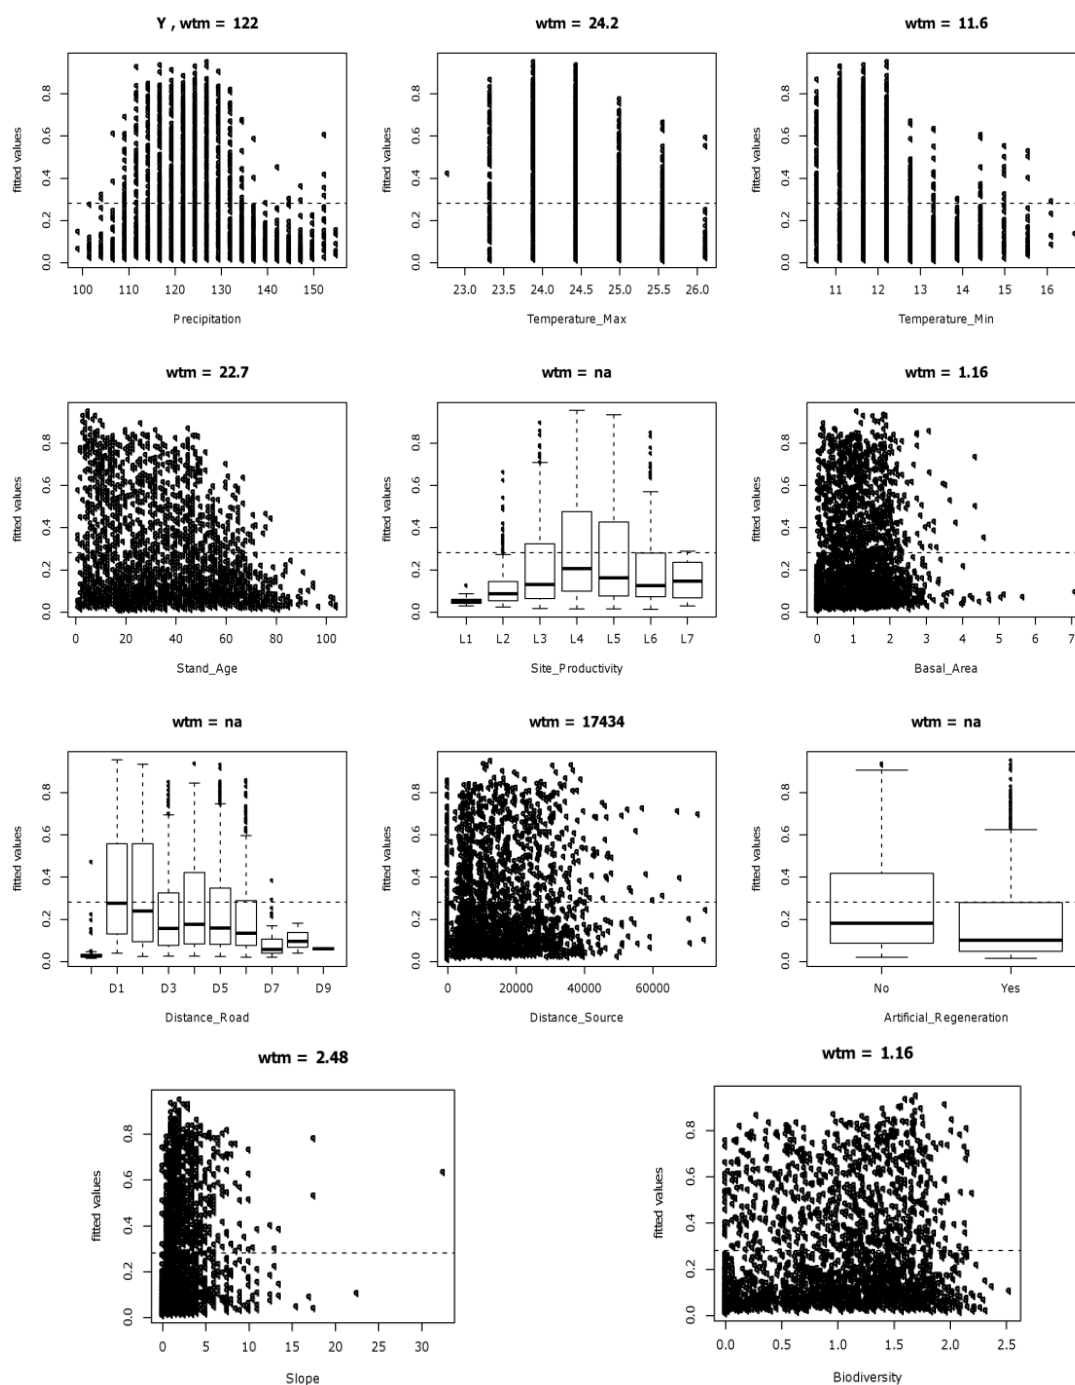 Y , wtm = 122
wtm = 24.2
wtm = 11.6
fitted values
0.0 0.2 0.4 0.6 0.8
100 110 120 130 140 150
Precipitation
fitted values
0.0 0.2 0.4 0.6 0.8
23.0 23.5 24.0 24.5 25.0 25.5 26.0
Temperature_Max
fitted values
0.0 0.2 0.4 0.6 0.8
11 12 13 14 15 16
Temperature_Min
wtm = 22.7
wtm = na
wtm = 1.16
fitted values
0.0 0.2 0.4 0.6 0.8
0 20 40 60 80 100
Stand_Age
fitted values
0.0 0.2 0.4 0.6 0.8
L1 L2 L3 L4 L5 L6 L7
Site_Productivity
fitted values
0.0 0.2 0.4 0.6 0.8
0 1 2 3 4 5 6 7
Basal_Area
wtm = na
wtm = 17434
wtm = na
fitted values
0.0 0.2 0.4 0.6 0.8
D1 D3 D5 D7 D9
Distance_Road
fitted values
0.0 0.2 0.4 0.6 0.8
0 20000 40000 60000
Distance_Source
fitted values
0.0 0.2 0.4 0.6 0.8
No Yes
Artificial_Regeneration
wtm = 2.48
wtm = 1.16
fitted values
0.0 0.2 0.4 0.6 0.8
0 5 10 15 20 25 30
Slope
fitted values
0.0 0.2 0.4 0.6 0.8
0.0 0.5 1.0 1.5 2.0 2.5
Biodiversity